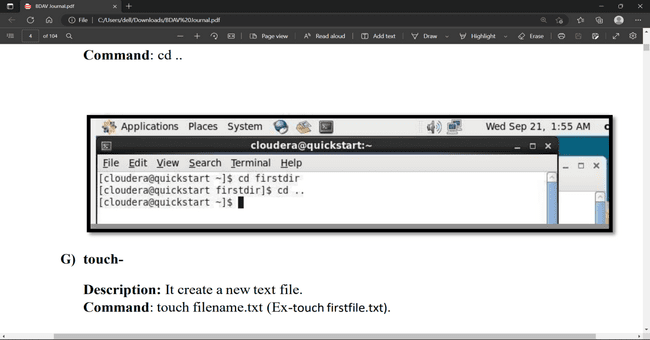 BDAV Journal.pdf
File | C:/Users/dell/Downloads/BDAV%20Journal.pdf
4 of 104 Page view Read aloud Add text Draw Highlight Erase
Command: cd ..
Applications Places System Wed Sep 21, 1:55 AM
cloudera@quickstart:~
File Edit View Search Terminal Help
[cloudera@quickstart ~]$ cd firstdir
[cloudera@quickstart firstdir]$ cd ..
[cloudera@quickstart ~]$
G) touch-
Description: It create a new text file.
Command: touch filename.txt (Ex-touch firstfile.txt).